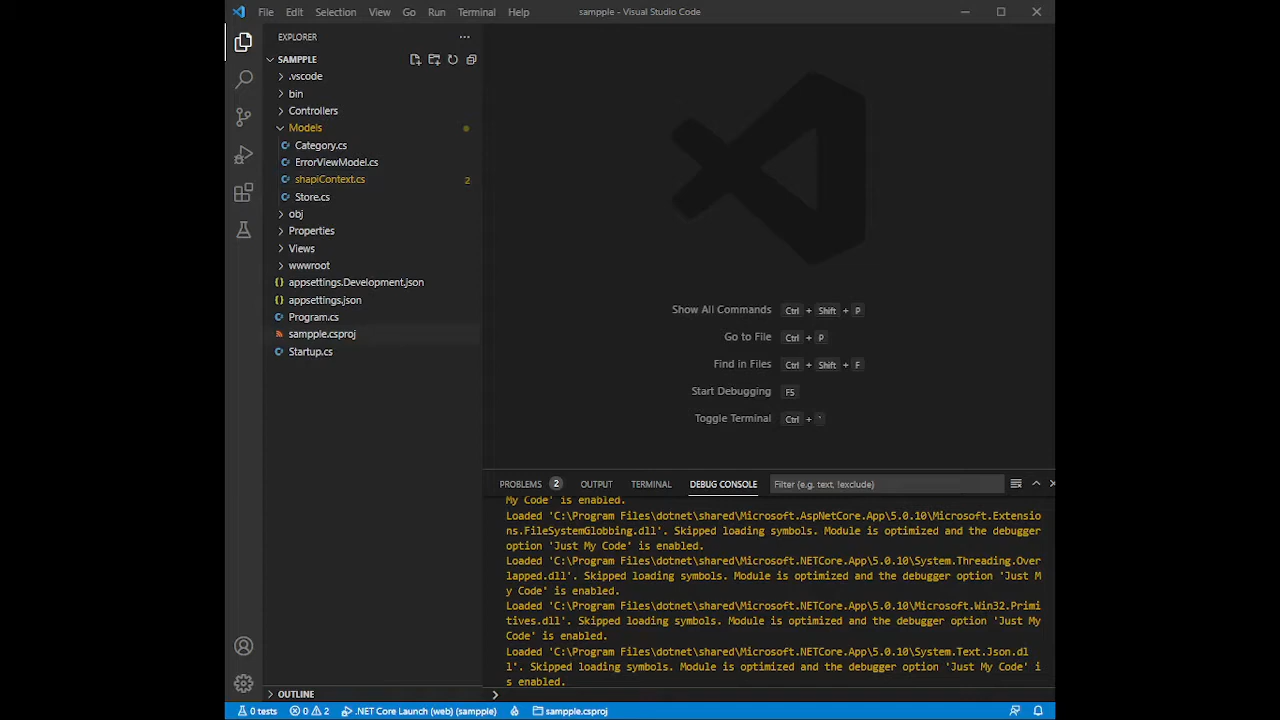 File Edit Selection View Go Run Terminal Help sampple - Visual Studio Code
EXPLORER
SAMPPLE
.vscode
bin
Controllers
Models
Category.cs
ErrorViewModel.cs
shapiContext.cs 2
Store.cs
obj
Properties
Views
wwwroot
appsettings.Development.json
appsettings.json
Program.cs
sampple.csproj
Startup.cs
OUTLINE
Show All Commands Ctrl + Shift + P
Go to File Ctrl + P
Find in Files Ctrl + Shift + F
Start Debugging F5
Toggle Terminal Ctrl + `
PROBLEMS 2 OUTPUT TERMINAL DEBUG CONSOLE Filter (e.g. text, !exclude)
My Code' is enabled.
Loaded 'C:\Program Files\dotnet\shared\Microsoft.AspNetCore.App\5.0.10\Microsoft.Extensio
ns.FileSystemGlobbing.dll'. Skipped loading symbols. Module is optimized and the debugger
option 'Just My Code' is enabled.
Loaded 'C:\Program Files\dotnet\shared\Microsoft.NETCore.App\5.0.10\System.Threading.Over
lapped.dll'. Skipped loading symbols. Module is optimized and the debugger option 'Just M
y Code' is enabled.
Loaded 'C:\Program Files\dotnet\shared\Microsoft.NETCore.App\5.0.10\Microsoft.Win32.Primi
tives.dll'. Skipped loading symbols. Module is optimized and the debugger option 'Just My
Code' is enabled.
Loaded 'C:\Program Files\dotnet\shared\Microsoft.NETCore.App\5.0.10\System.Text.Json.dl
l'. Skipped loading symbols. Module is optimized and the debugger option 'Just My Code' i
s enabled.
0 tests 0 2 .NET Core Launch (web) (sampple) sampple.csproj